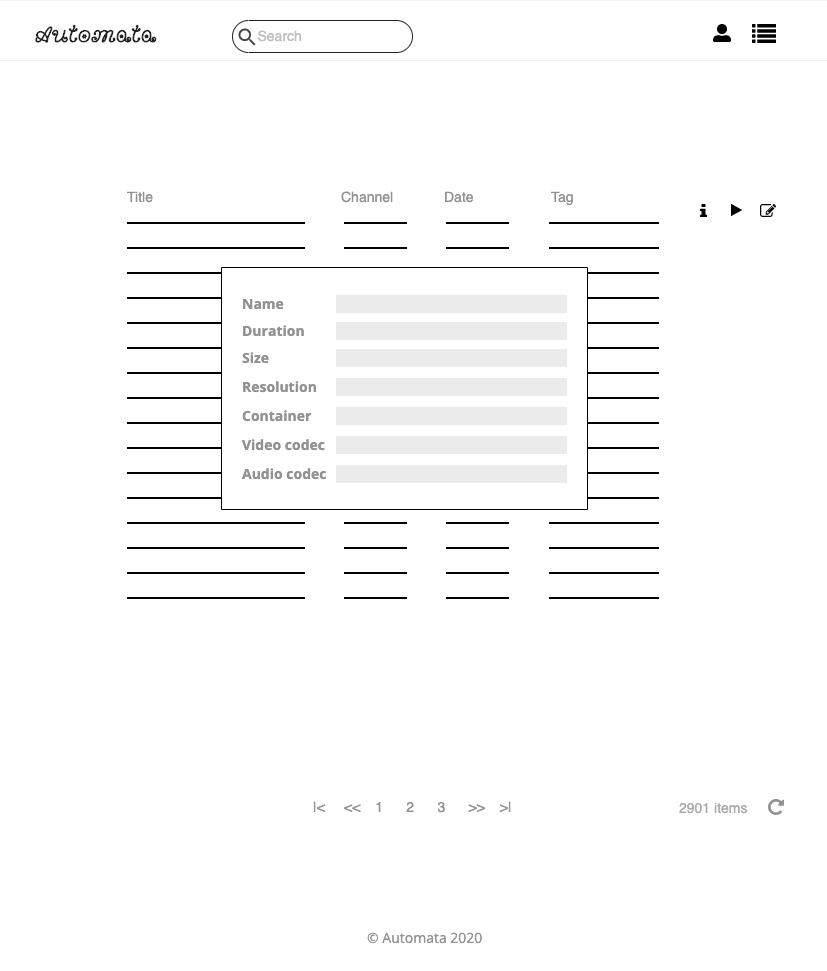 Automata
Search
Title Channel Date Tag
Name
Duration
Size
Resolution
Container
Video codec
Audio codec
|< << 1 2 3 >> >|
2901 items
© Automata 2020